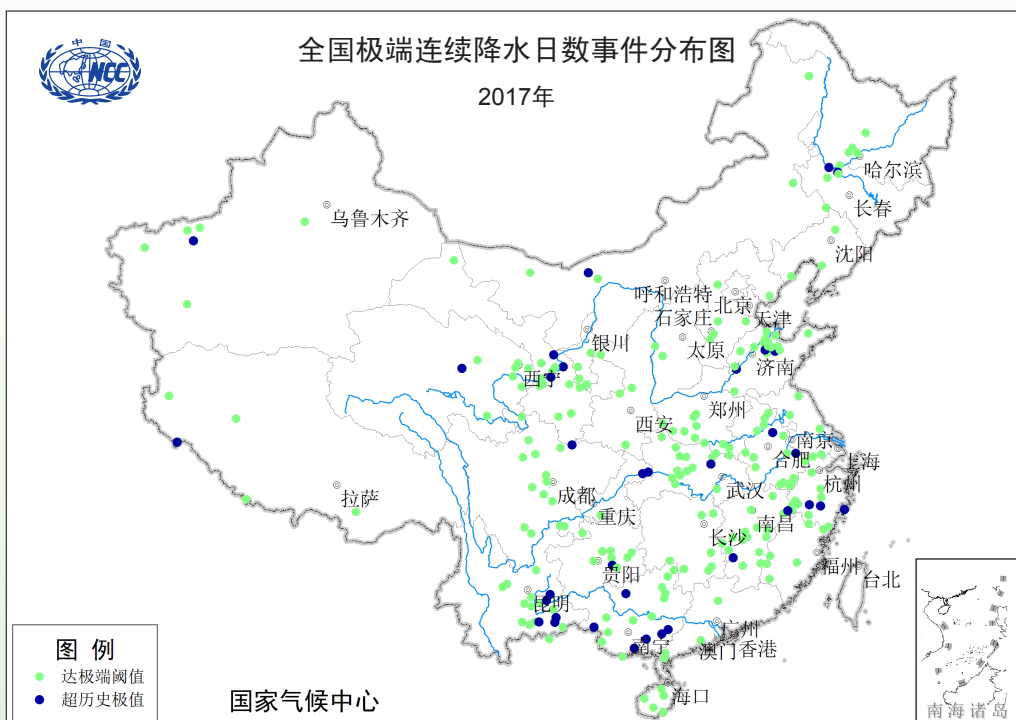 中国
NCC
全国极端连续降水日数事件分布图
2017年
哈尔滨
长春
乌鲁木齐
沈阳
呼和浩特
北京
石家庄
天津
银川
太原
济南
西宁
郑州
西安
南京
合肥
上海
杭州
武汉
成都
拉萨
重庆
南昌
长沙
福州
贵阳
台北
昆明
广州
南宁
澳门
香港
海口
图 例
达极端阈值
超历史极值
国家气候中心
南海诸岛